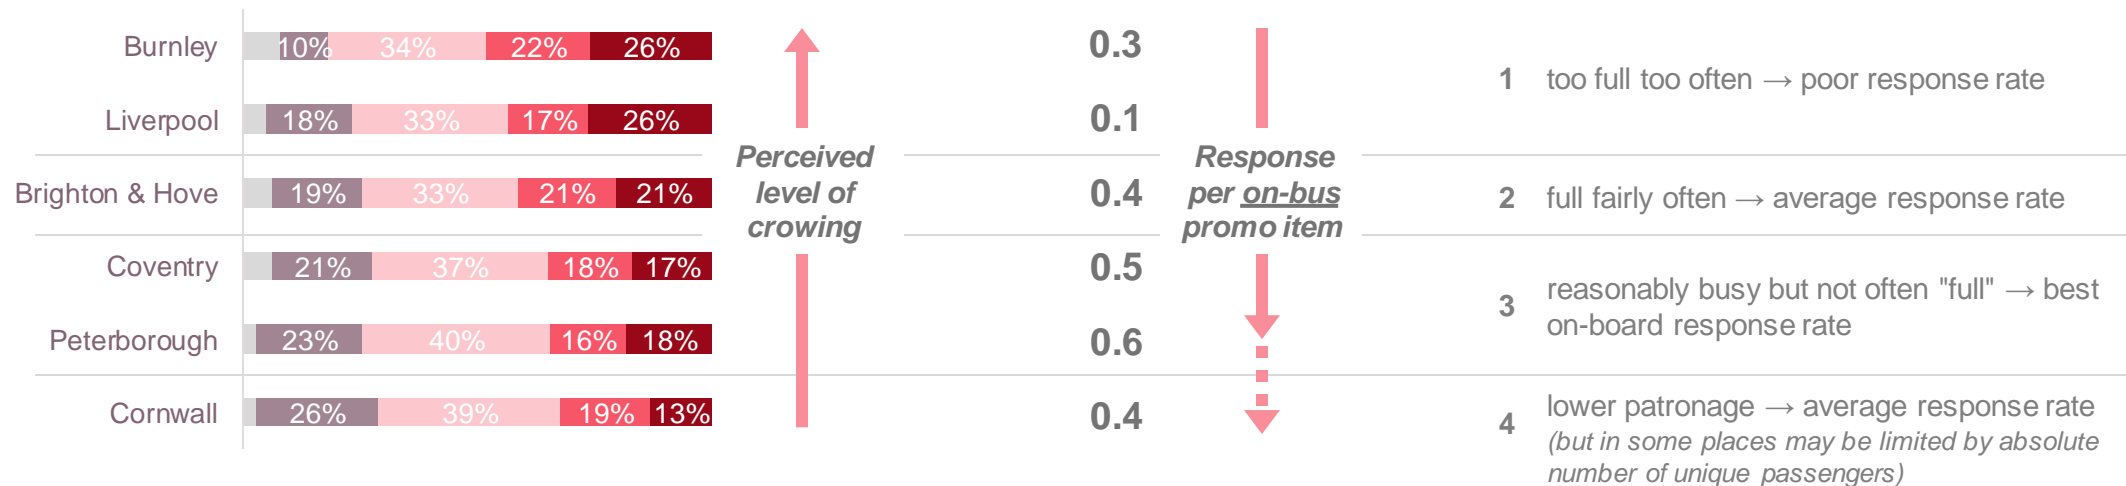 Burnley 10% 34% 22% 26% 0.3
1 too full too often → poor response rate
Liverpool 18% 33% 17% 26% 0.1
Perceived
level of
crowing
Response
per on-bus
promo item
Brighton & Hove 19% 33% 21% 21% 0.4
2 full fairly often → average response rate
Coventry 21% 37% 18% 17% 0.5
3 reasonably busy but not often "full" → best
on-board response rate
Peterborough 23% 40% 16% 18% 0.6
Cornwall 26% 39% 19% 13% 0.4
4 lower patronage → average response rate
(but in some places may be limited by absolute
number of unique passengers)